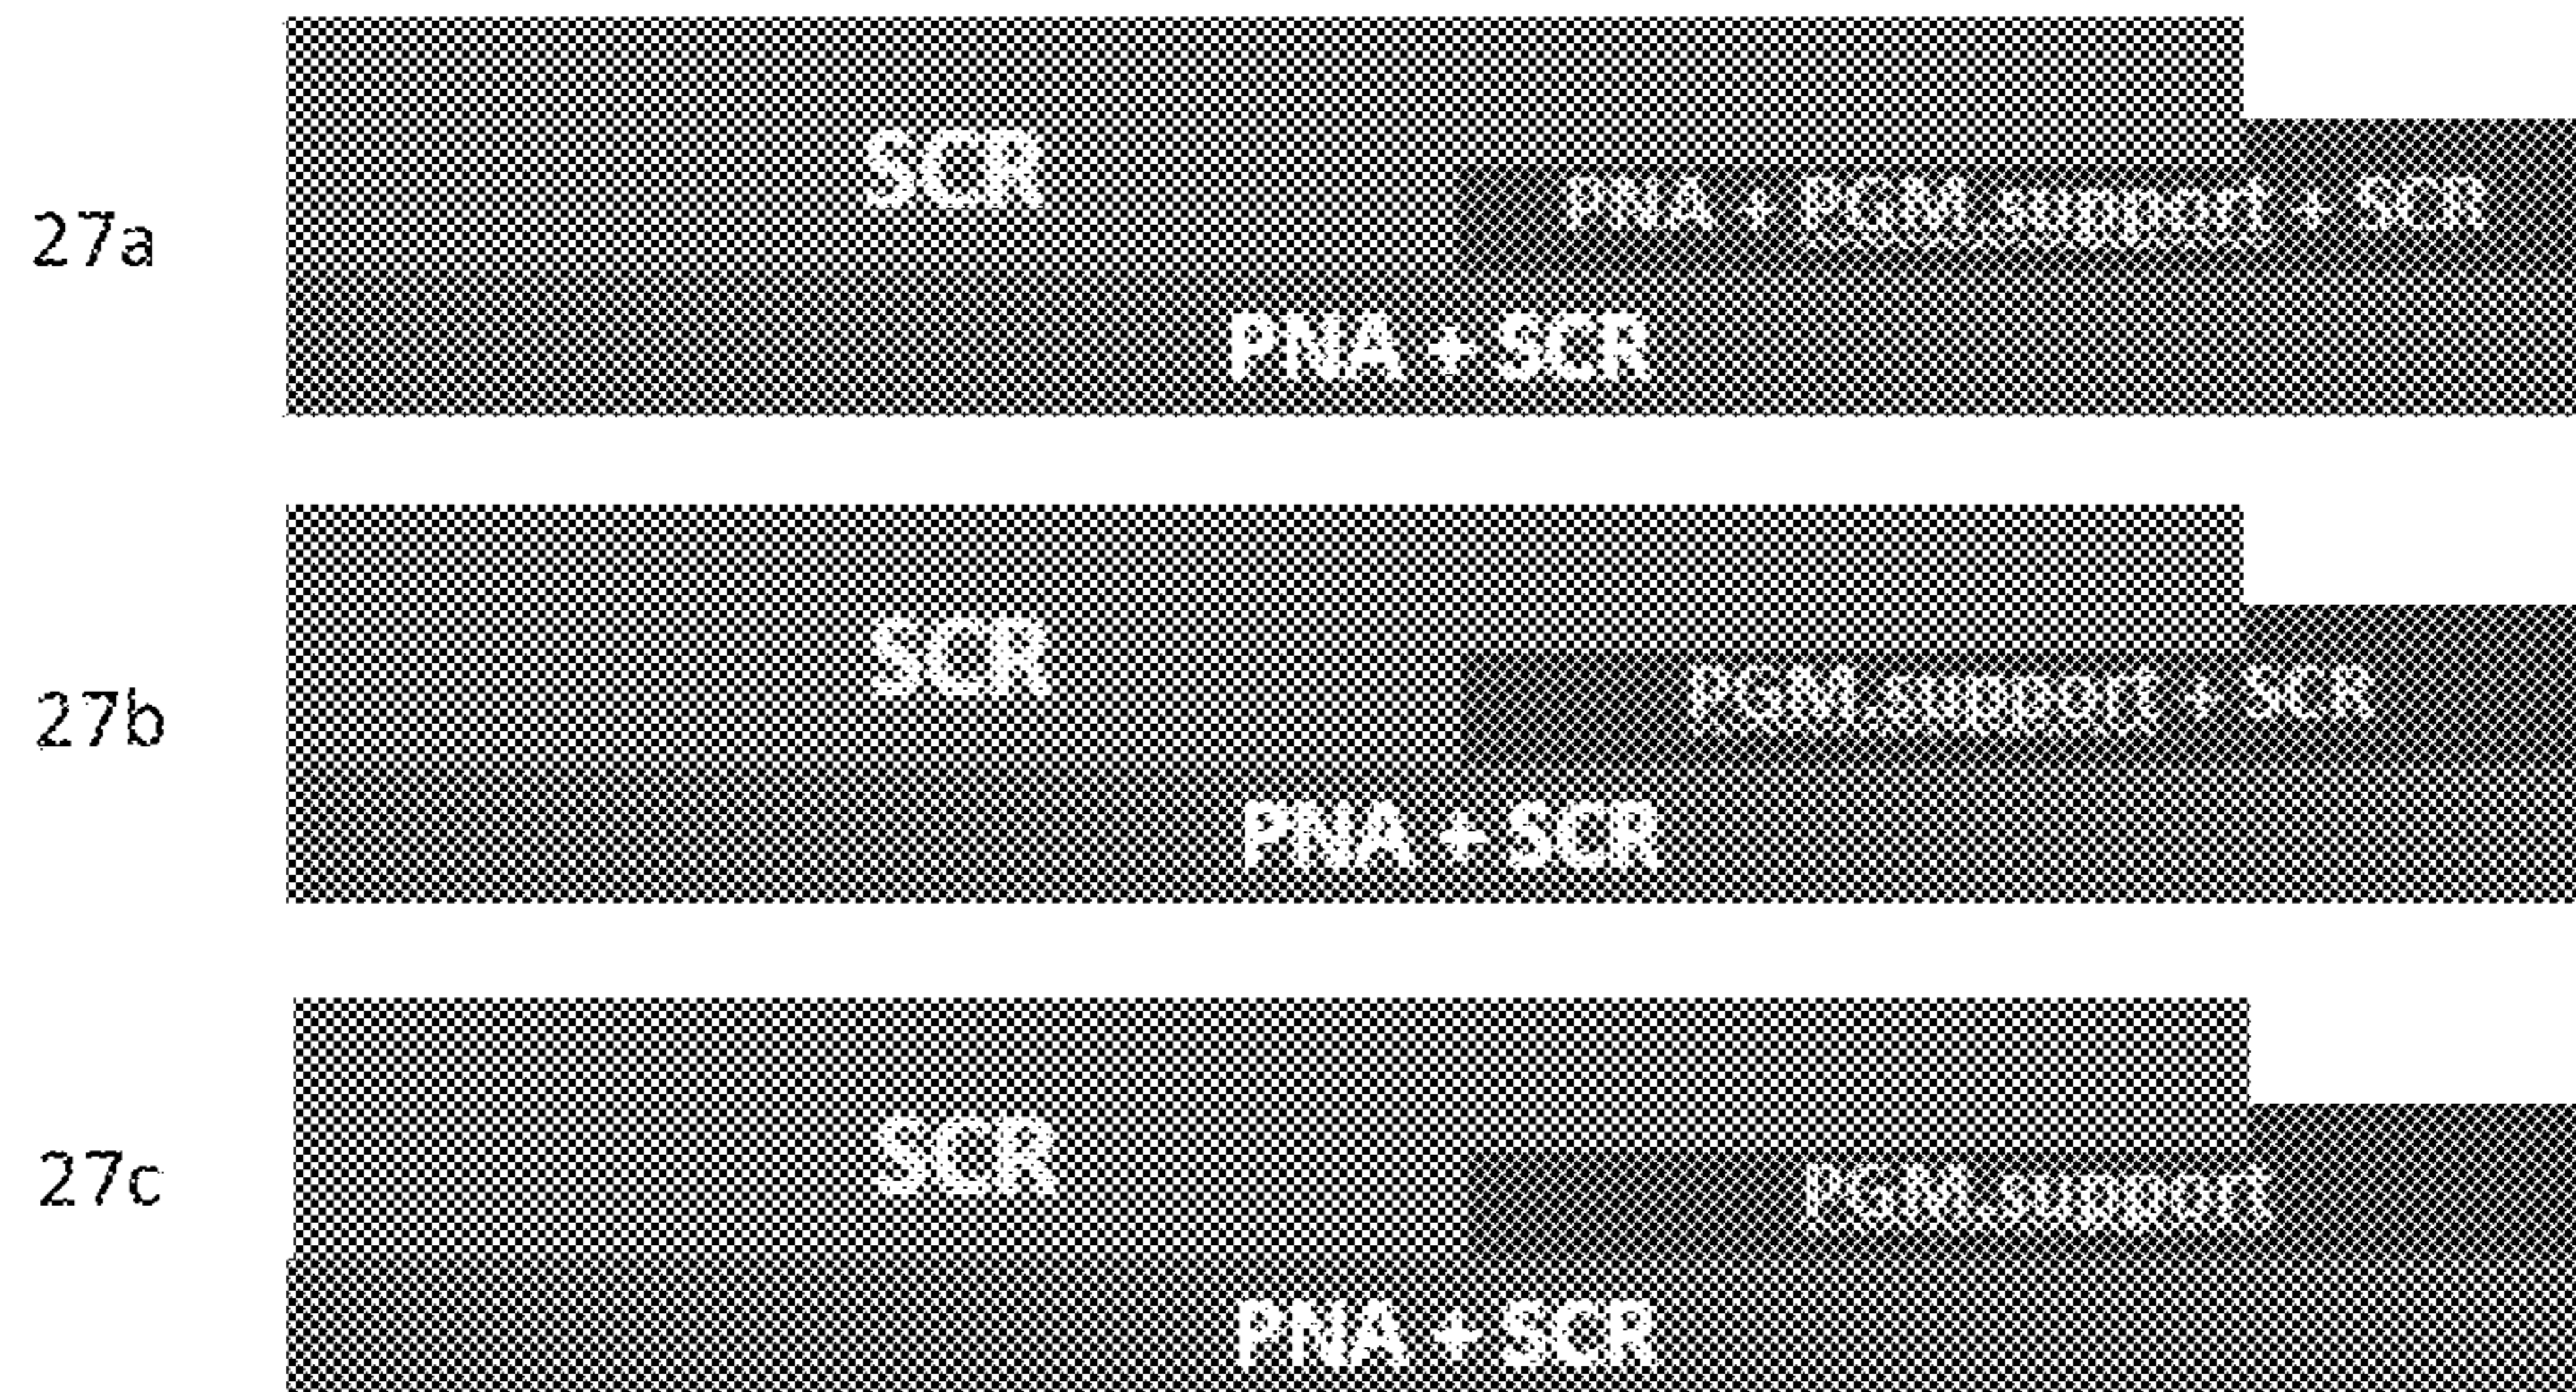 27a
SCR
PNA + PGM.support + SCR
PNA + SCR
27b
SCR
PGM.support + SCR
PNA + SCR
27c
SCR
PGM.support
PNA + SCR